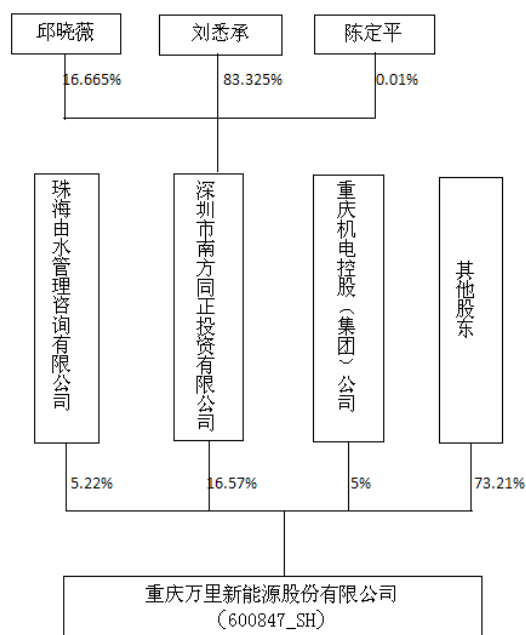 邱晓薇
刘悉承
陈定平
16.665%
83.325%
0.01%
珠海由水管理咨询有限公司
深圳市南方同正投资有限公司
重庆机电控股（集团）公司
其他股东
5.22%
16.57%
5%
73.21%
重庆万里新能源股份有限公司
（600847_SH）